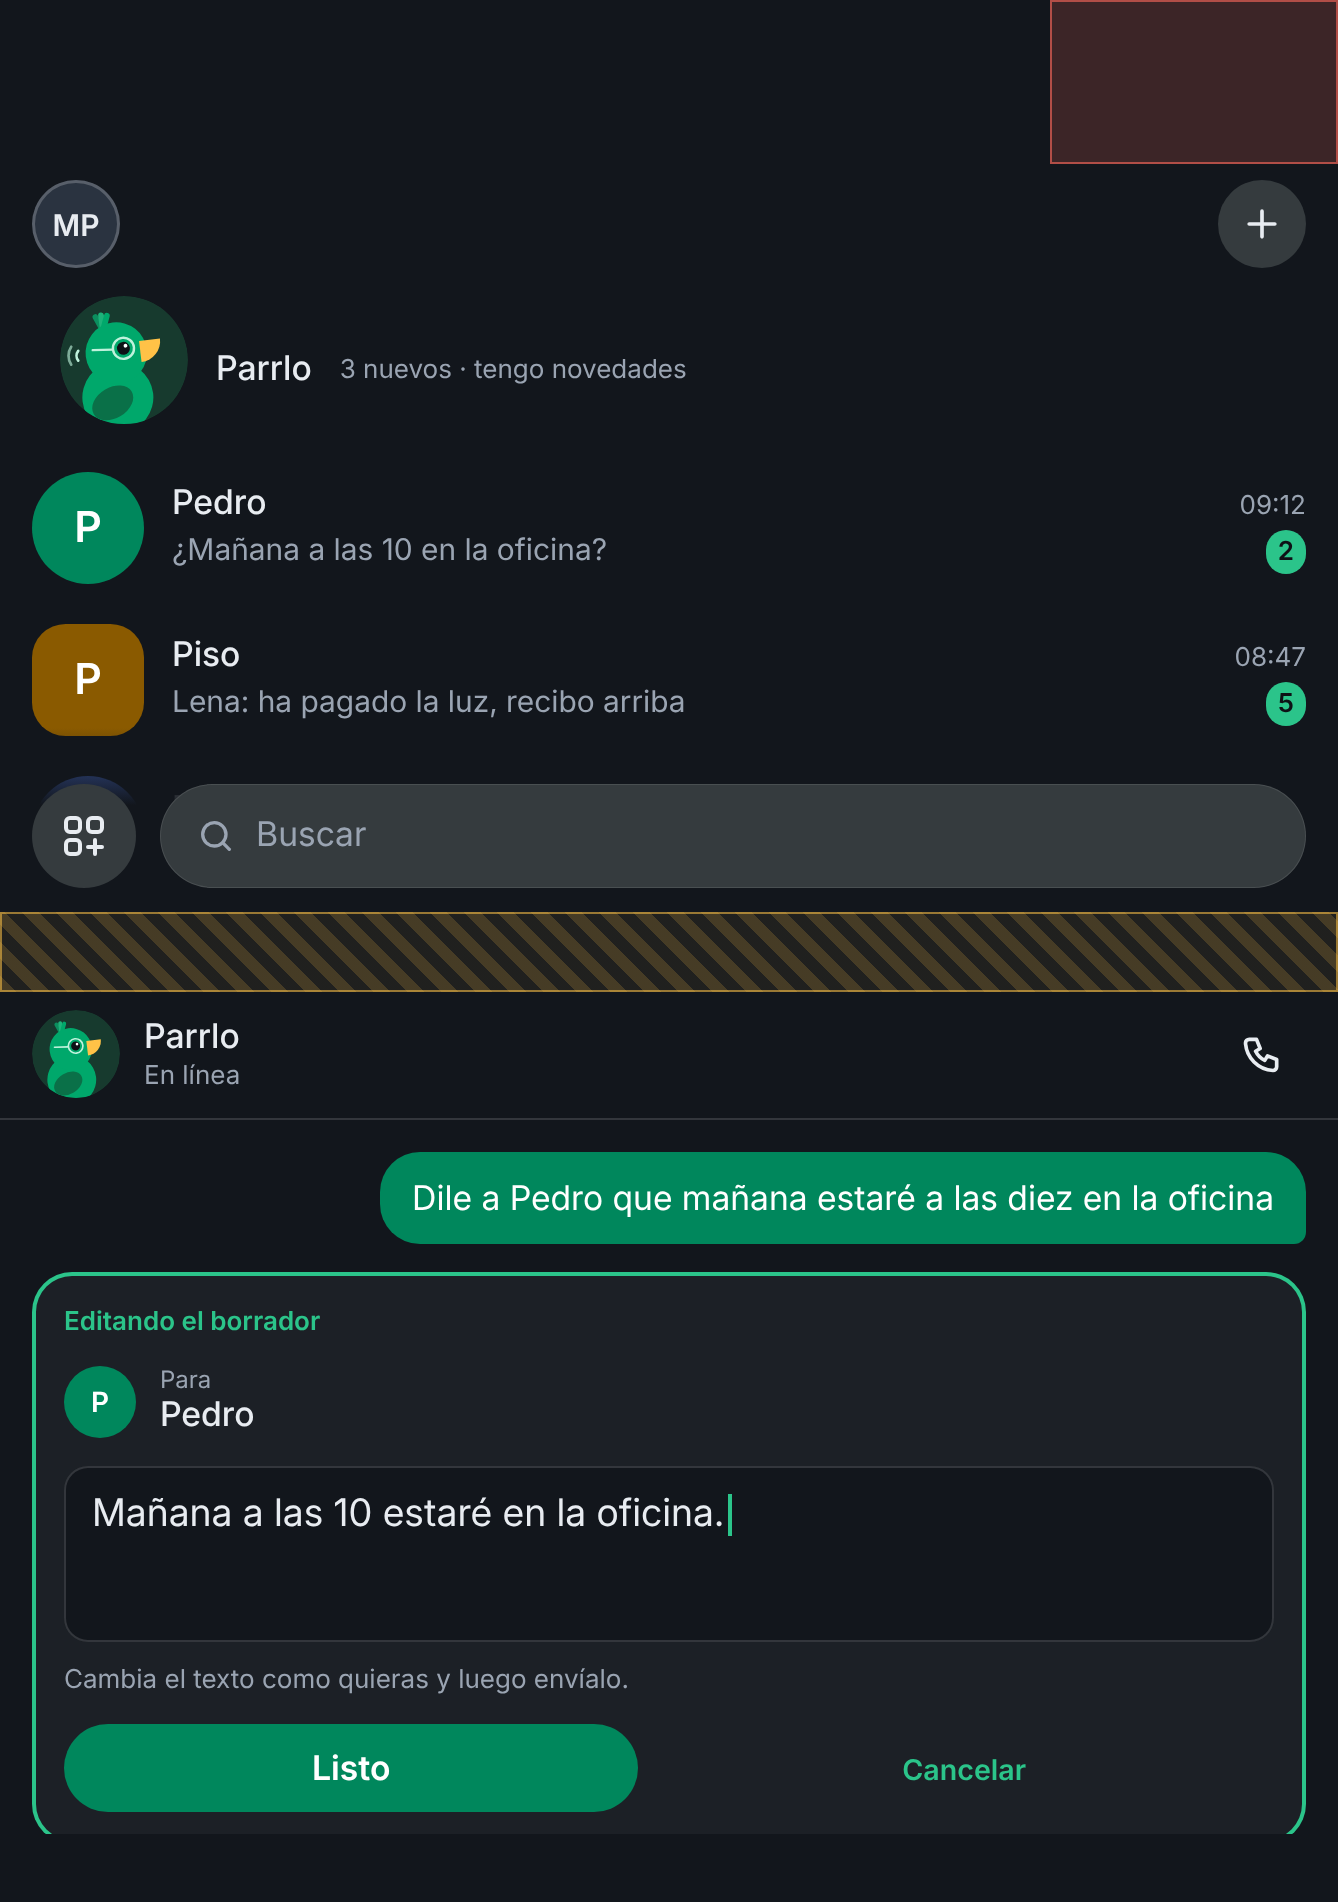 MP
Parrlo 3 nuevos · tengo novedades
P
Pedro
09:12
¿Mañana a las 10 en la oficina?
2
P
Piso
08:47
Lena: ha pagado la luz, recibo arriba
5
Buscar
Parrlo
En línea
Dile a Pedro que mañana estaré a las diez en la oficina
Editando el borrador
P
Para
Pedro
Mañana a las 10 estaré en la oficina.
Cambia el texto como quieras y luego envíalo.
Listo
Cancelar